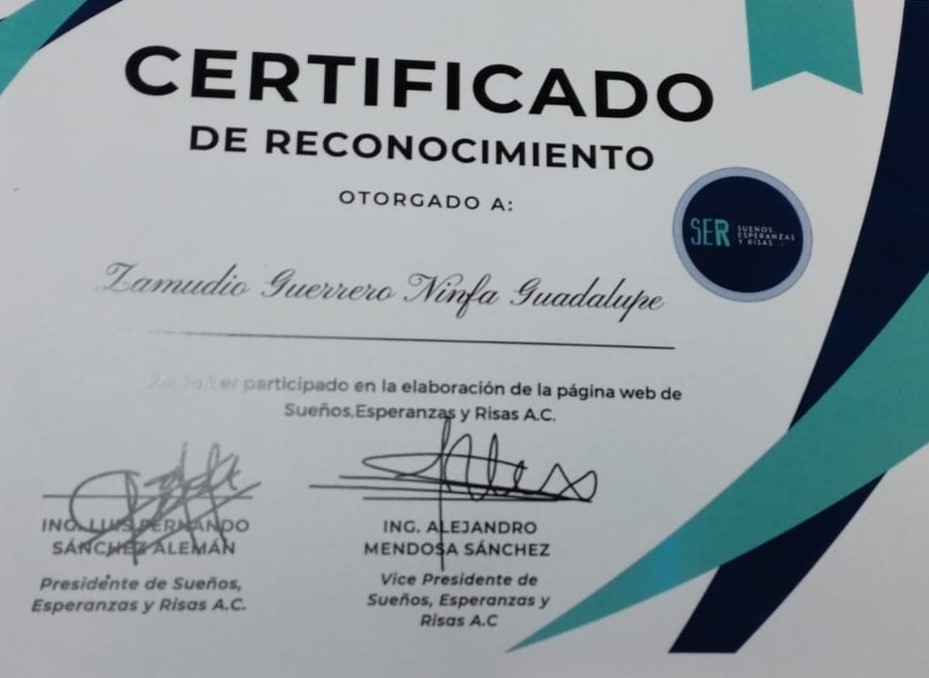 CERTIFICADO
DE RECONOCIMIENTO
OTORGADO A:
SER SUEÑOS,
ESPERANZAS
Y RISAS
Zamudio Guerrero Ninfa Guadalupe
Por haber participado en la elaboración de la página web de
Sueños,Esperanzas y Risas A.C.
ING. LUIS FERNANDO
SÁNCHEZ ALEMÁN
Presidente de Sueños,
Esperanzas y Risas A.C.
ING. ALEJANDRO
MENDOSA SÁNCHEZ
Vice Presidente de
Sueños, Esperanzas y
Risas A.C